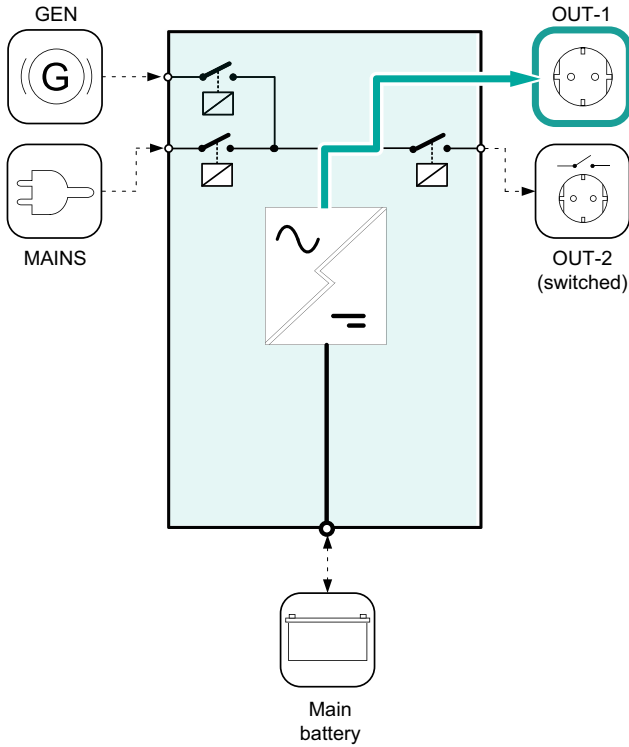 GEN
OUT-1
G
MAINS
OUT-2
(switched)
Main
battery